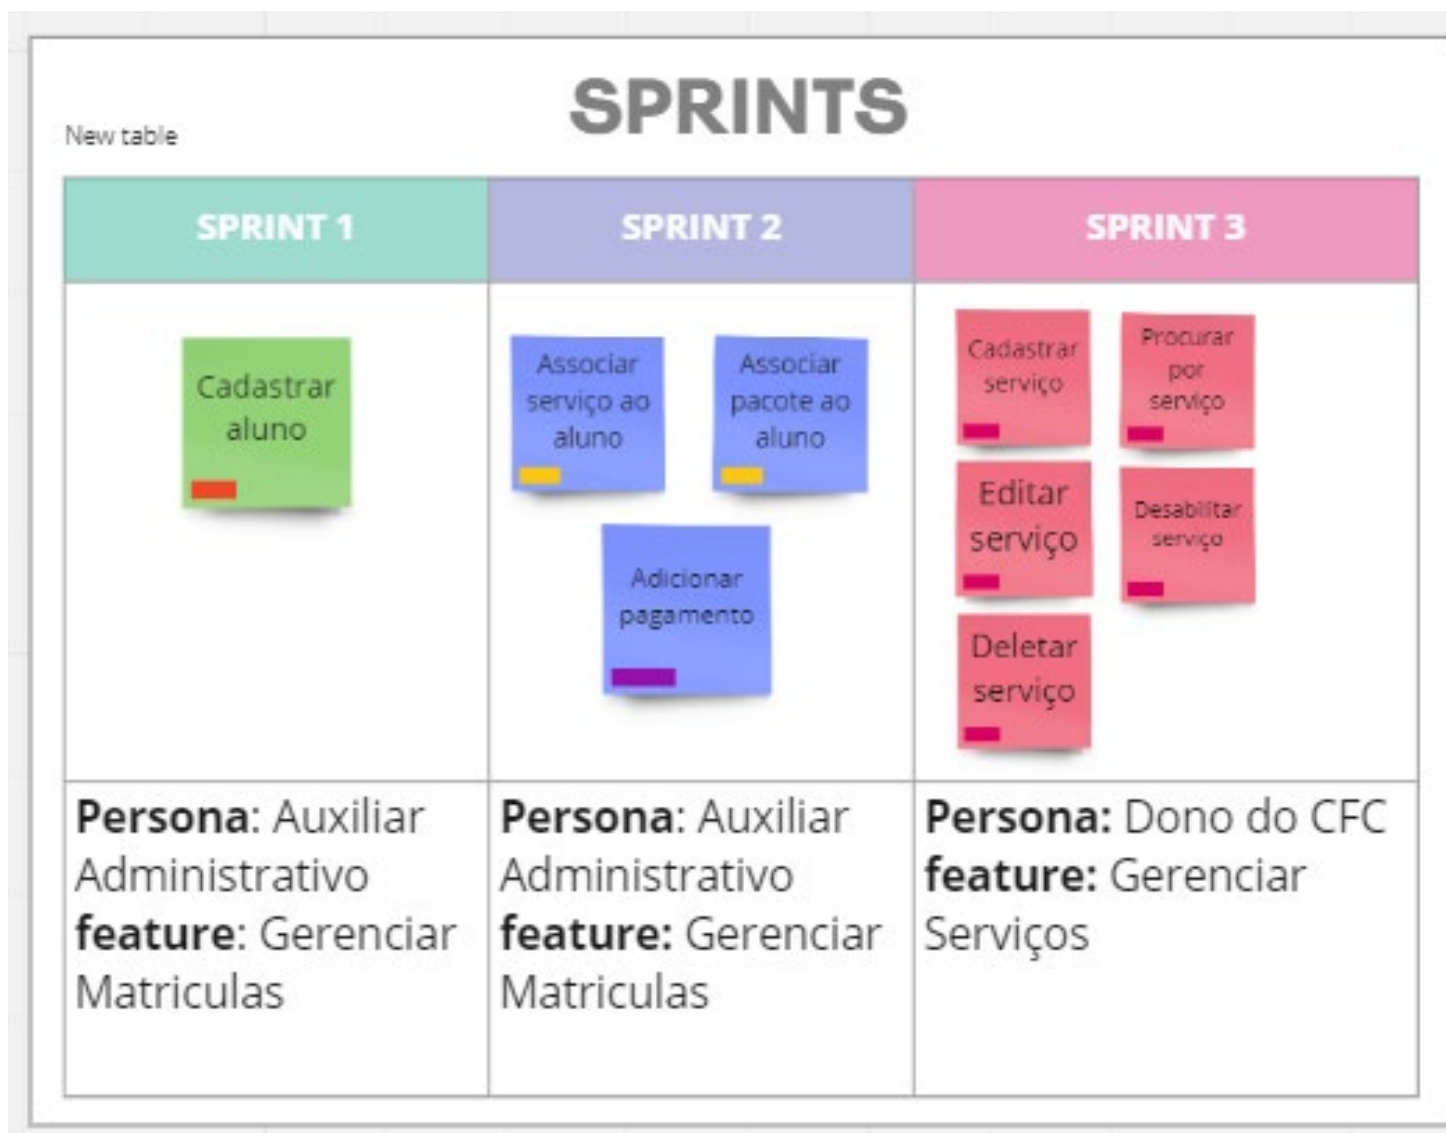 SPRINTS
New table
SPRINT 1
SPRINT 2
SPRINT 3
Cadastrar
aluno
Associar
serviço ao
aluno
Associar
pacote ao
aluno
Adicionar
pagamento
Cadastrar
serviço
Procurar
por
serviço
Editar
serviço
Desabilitar
serviço
Deletar
serviço
Persona: Auxiliar
Administrativo
feature: Gerenciar
Matriculas
Persona: Auxiliar
Administrativo
feature: Gerenciar
Matriculas
Persona: Dono do CFC
feature: Gerenciar
Serviços